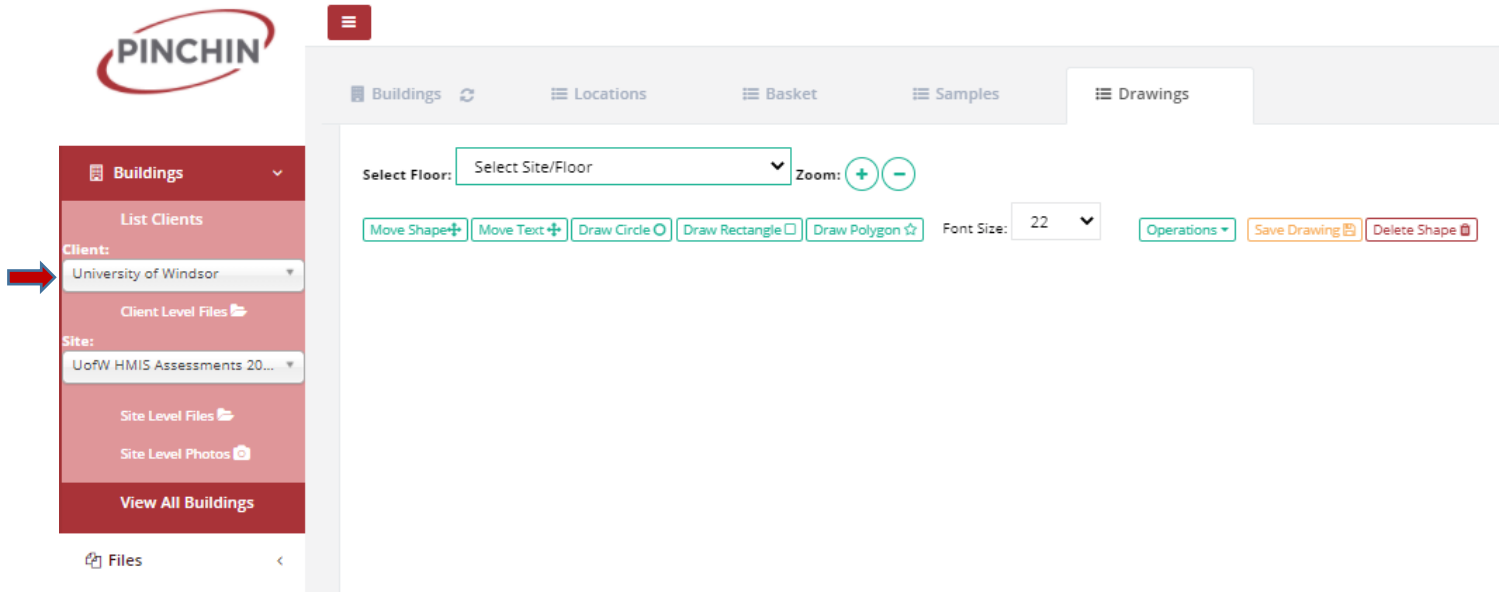 PINCHIN
Buildings
List Clients
Client:
University of Windsor
Client Level Files
Site:
UofW HMIS Assessments 20...
Site Level Files
Site Level Photos
View All Buildings
Files
Buildings Locations Basket Samples Drawings
Select Floor: Select Site/Floor Zoom:
Move Shape Move Text Draw Circle Draw Rectangle Draw Polygon Font Size: 22 Operations Save Drawing Delete Shape